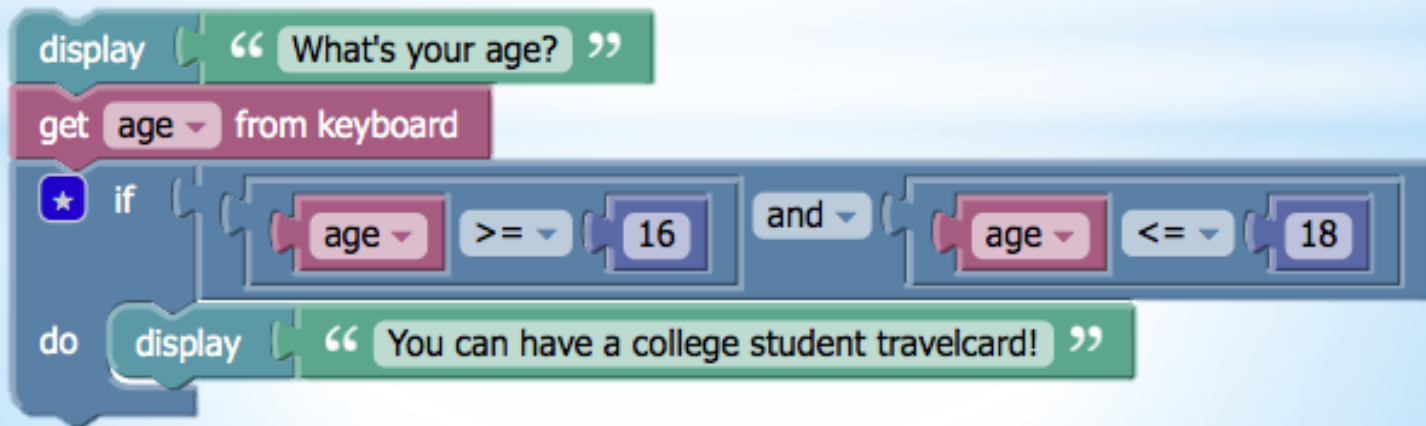 display “ What's your age? ”
get age from keyboard
if age >= 16 and age <= 18
do display “ You can have a college student travelcard! ”